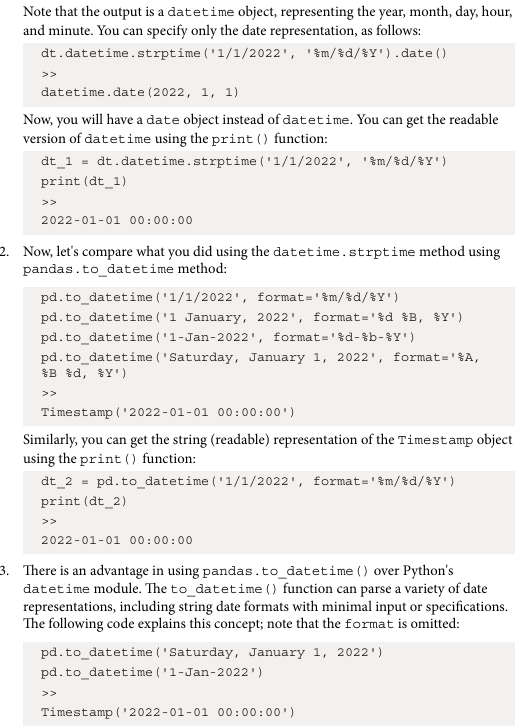 Note that the output is a datetime object, representing the year, month, day, hour,
and minute. You can specify only the date representation, as follows:
dt.datetime.strptime('1/1/2022', '%m/%d/%Y').date()
>>
datetime.date(2022, 1, 1)
Now, you will have a date object instead of datetime. You can get the readable
version of datetime using the print() function:
dt_1 = dt.datetime.strptime('1/1/2022', '%m/%d/%Y')
print(dt_1)
>>
2022-01-01 00:00:00
2. Now, let's compare what you did using the datetime.strptime method using
pandas.to_datetime method:
pd.to_datetime('1/1/2022', format='%m/%d/%Y')
pd.to_datetime('1 January, 2022', format='%d %B, %Y')
pd.to_datetime('1-Jan-2022', format='%d-%b-%Y')
pd.to_datetime('Saturday, January 1, 2022', format='%A,
%B %d, %Y')
>>
Timestamp('2022-01-01 00:00:00')
Similarly, you can get the string (readable) representation of the Timestamp object
using the print() function:
dt_2 = pd.to_datetime('1/1/2022', format='%m/%d/%Y')
print(dt_2)
>>
2022-01-01 00:00:00
3. There is an advantage in using pandas.to_datetime() over Python's
datetime module. The to_datetime() function can parse a variety of date
representations, including string date formats with minimal input or specifications.
The following code explains this concept; note that the format is omitted:
pd.to_datetime('Saturday, January 1, 2022')
pd.to_datetime('1-Jan-2022')
>>
Timestamp('2022-01-01 00:00:00')